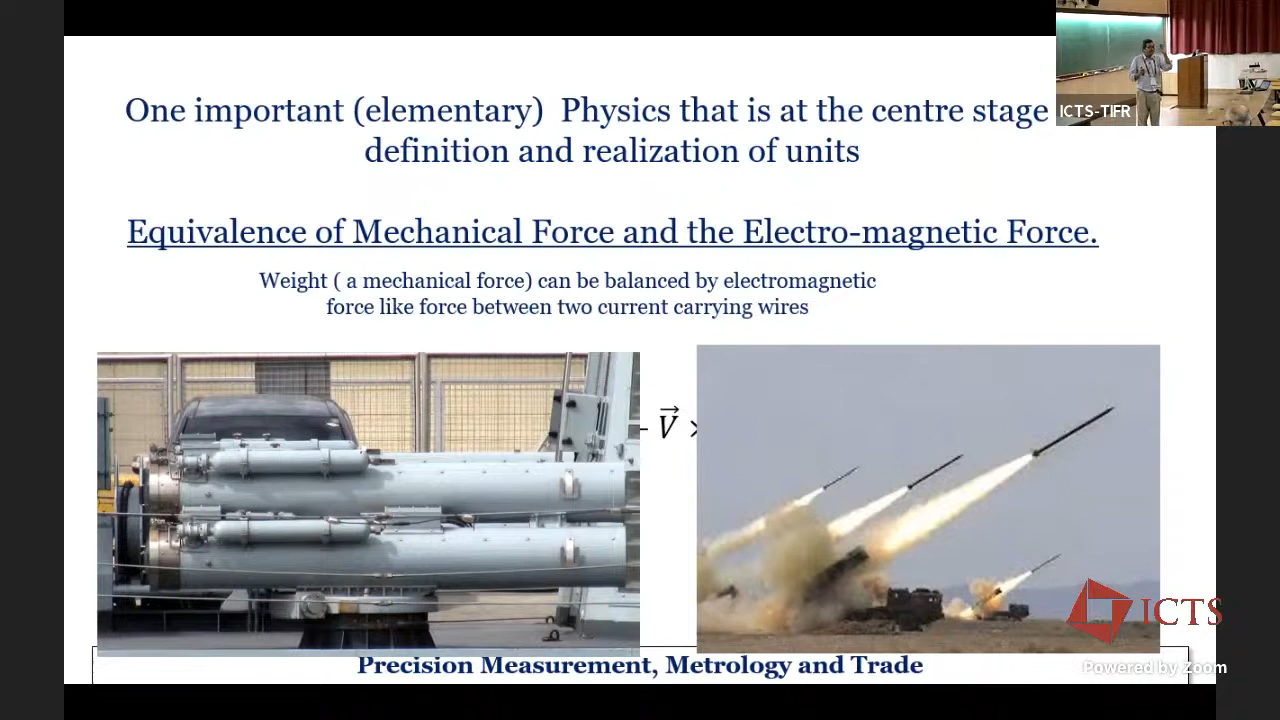 One important (elementary)  Physics that is at the centre stage
definition and realization of units
Equivalence of Mechanical Force and the Electro-magnetic Force.
Weight ( a mechanical force) can be balanced by electromagnetic
force like force between two current carrying wires
– V⃗ ×
Precision Measurement, Metrology and Trade
ICTS-TIFR
ICTS
Powered by Zoom